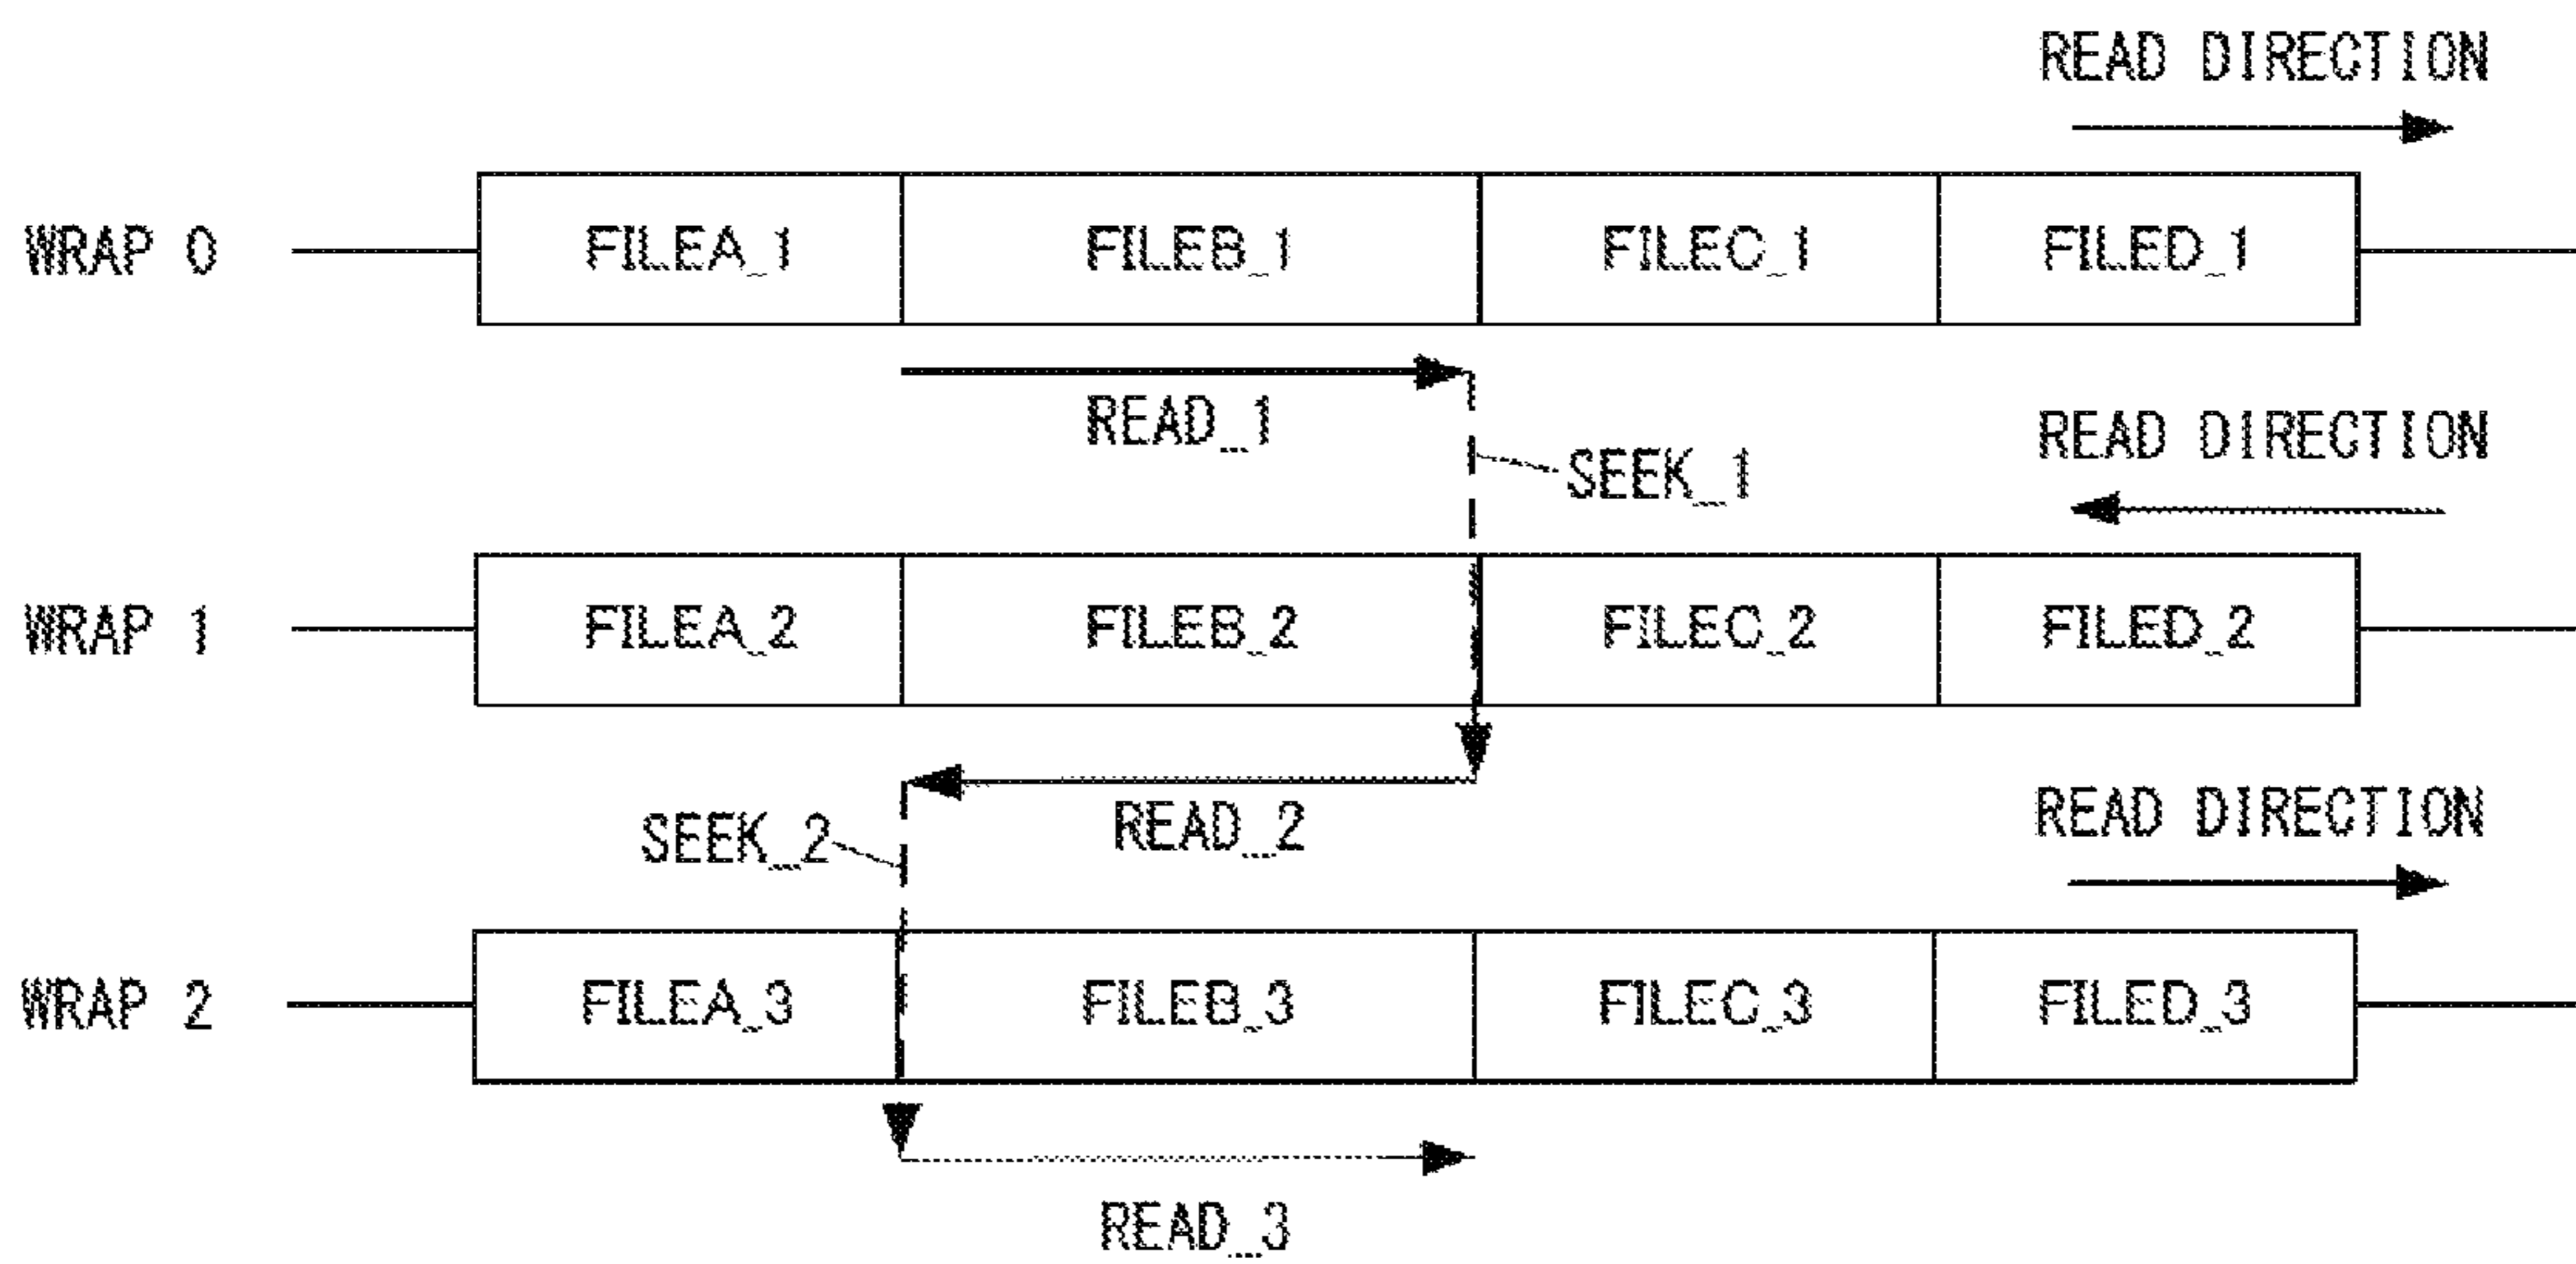 READ DIRECTION
WRAP 0 FILEA_1 FILEB_1 FILEC_1 FILED_1
READ_1
SEEK_1
READ DIRECTION
WRAP 1 FILEA_2 FILEB_2 FILEC_2 FILED_2
SEEK_2
READ_2
READ DIRECTION
WRAP 2 FILEA_3 FILEB_3 FILEC_3 FILED_3
READ_3